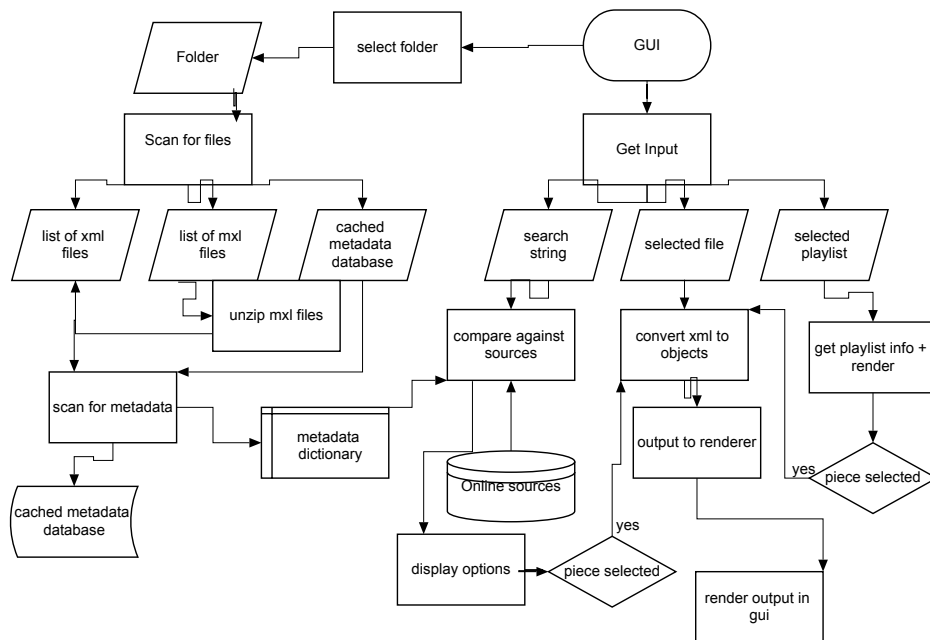 Folder
select folder
GUI
Scan for files
Get Input
list of xml
files
list of mxl
files
cached
metadata
database
search
string
selected file
selected
playlist
unzip mxl files
compare against
sources
convert xml to
objects
get playlist info +
render
scan for metadata
metadata
dictionary
output to renderer
Online sources
yes
piece selected
cached metadata
database
yes
display options
piece selected
render output in
gui